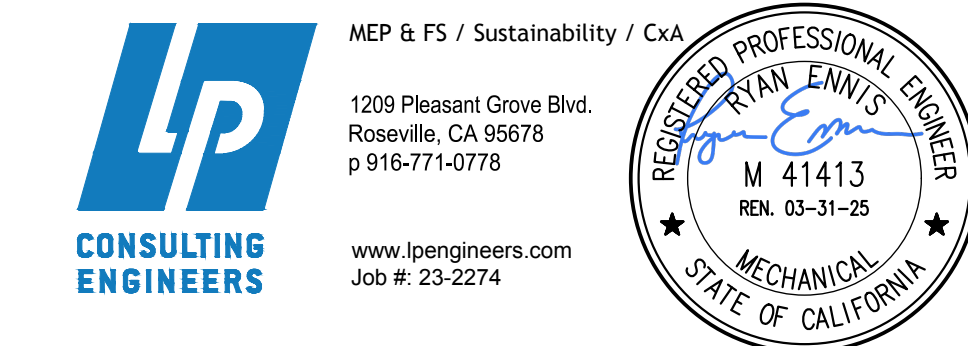 LP
CONSULTING
ENGINEERS
MEP & FS / Sustainability / CxA
1209 Pleasant Grove Blvd.
Roseville, CA 95678
p 916-771-0778
www.lpengineers.com
Job #: 23-2274
REGISTERED PROFESSIONAL ENGINEER
RYAN ENNIS
M 41413
REN. 03-31-25
MECHANICAL
STATE OF CALIFORNIA